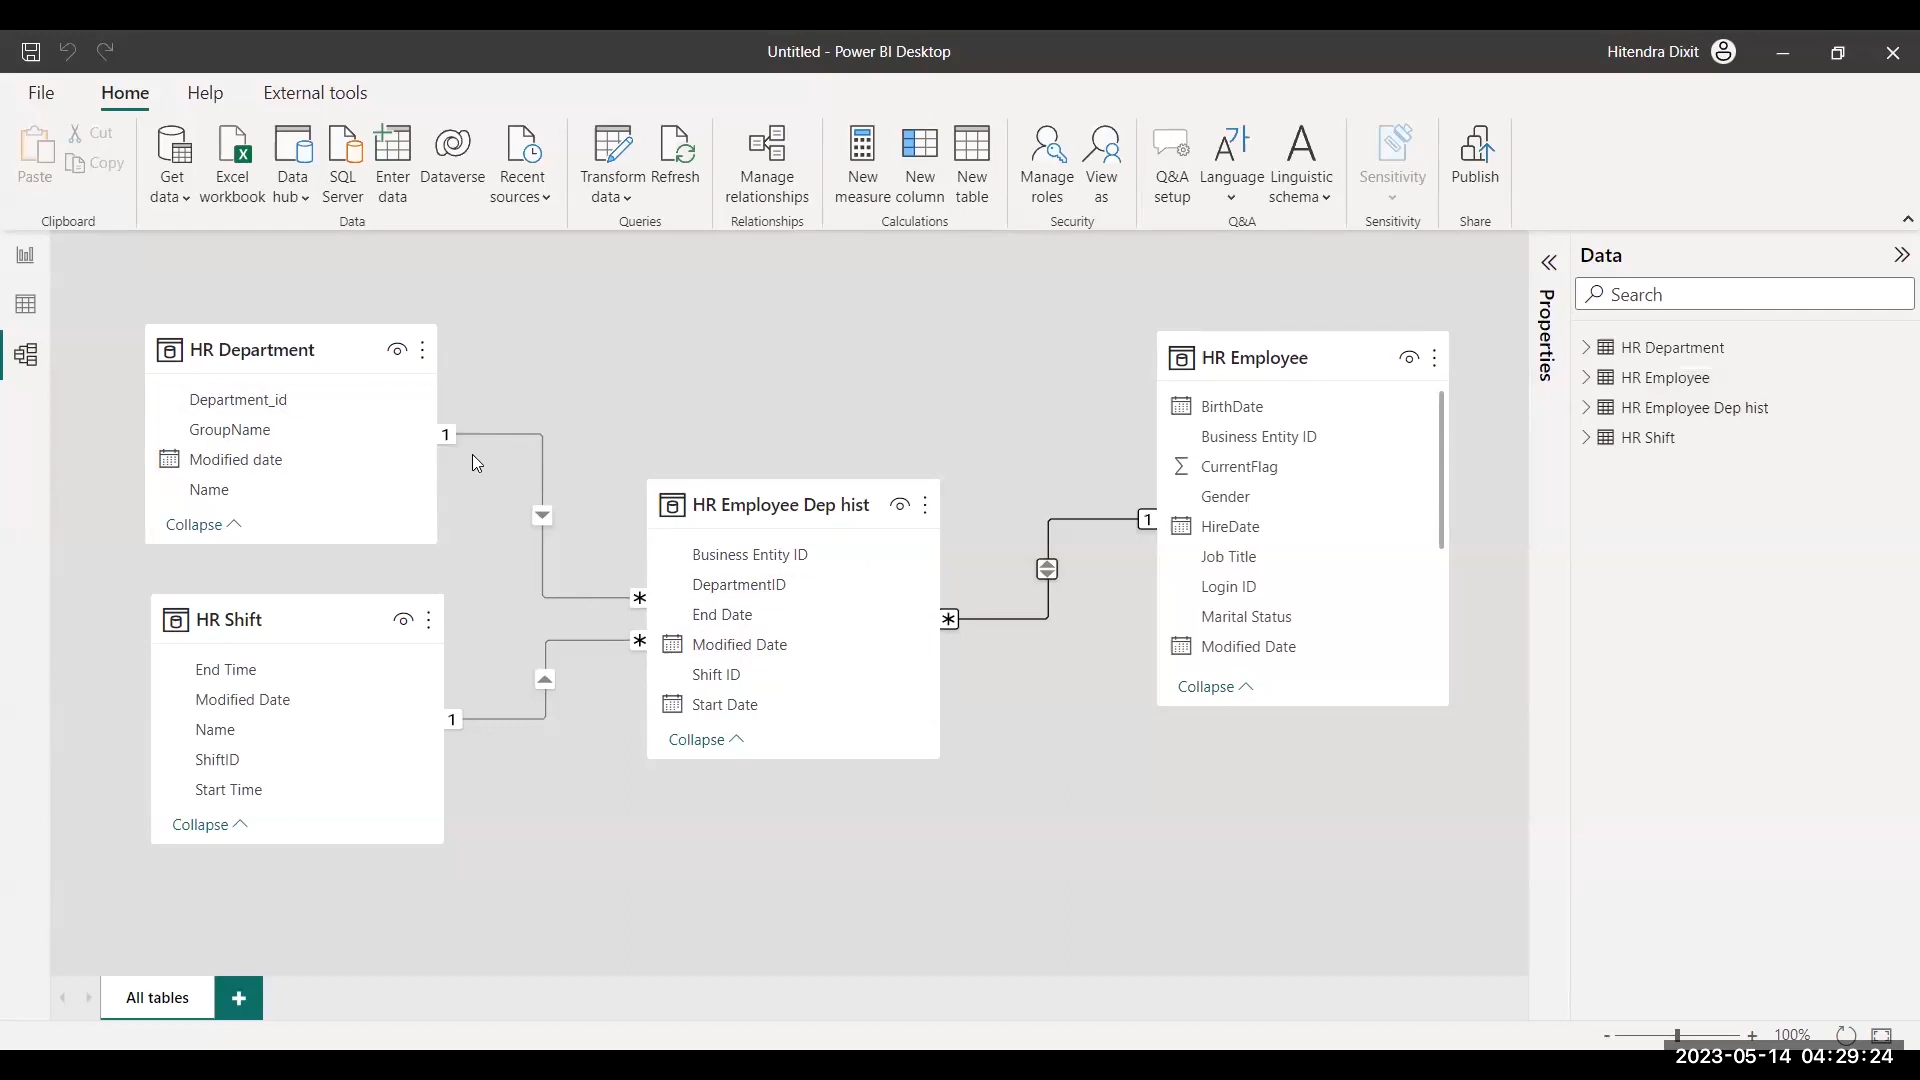 Untitled - Power BI Desktop
Hitendra Dixit
File Home Help External tools
Paste
Cut
Copy
Clipboard
Get data
Excel workbook
Data hub
SQL Server
Enter data
Dataverse
Recent sources
Data
Transform data
Refresh
Queries
Manage relationships
Relationships
New measure
New column
New table
Calculations
Manage roles
View as
Security
Q&A setup
Language
Linguistic schema
Q&A
Sensitivity
Sensitivity
Publish
Share
HR Department
Department_id
GroupName
Modified date
Name
Collapse
1
*
HR Shift
End Time
Modified Date
Name
ShiftID
Start Time
Collapse
1
*
HR Employee Dep hist
Business Entity ID
DepartmentID
End Date
Modified Date
Shift ID
Start Date
Collapse
*
1
HR Employee
BirthDate
Business Entity ID
CurrentFlag
Gender
HireDate
Job Title
Login ID
Marital Status
Modified Date
Collapse
Properties
Data
Search
HR Department
HR Employee
HR Employee Dep hist
HR Shift
All tables
100%
2023-05-14 04:29:24